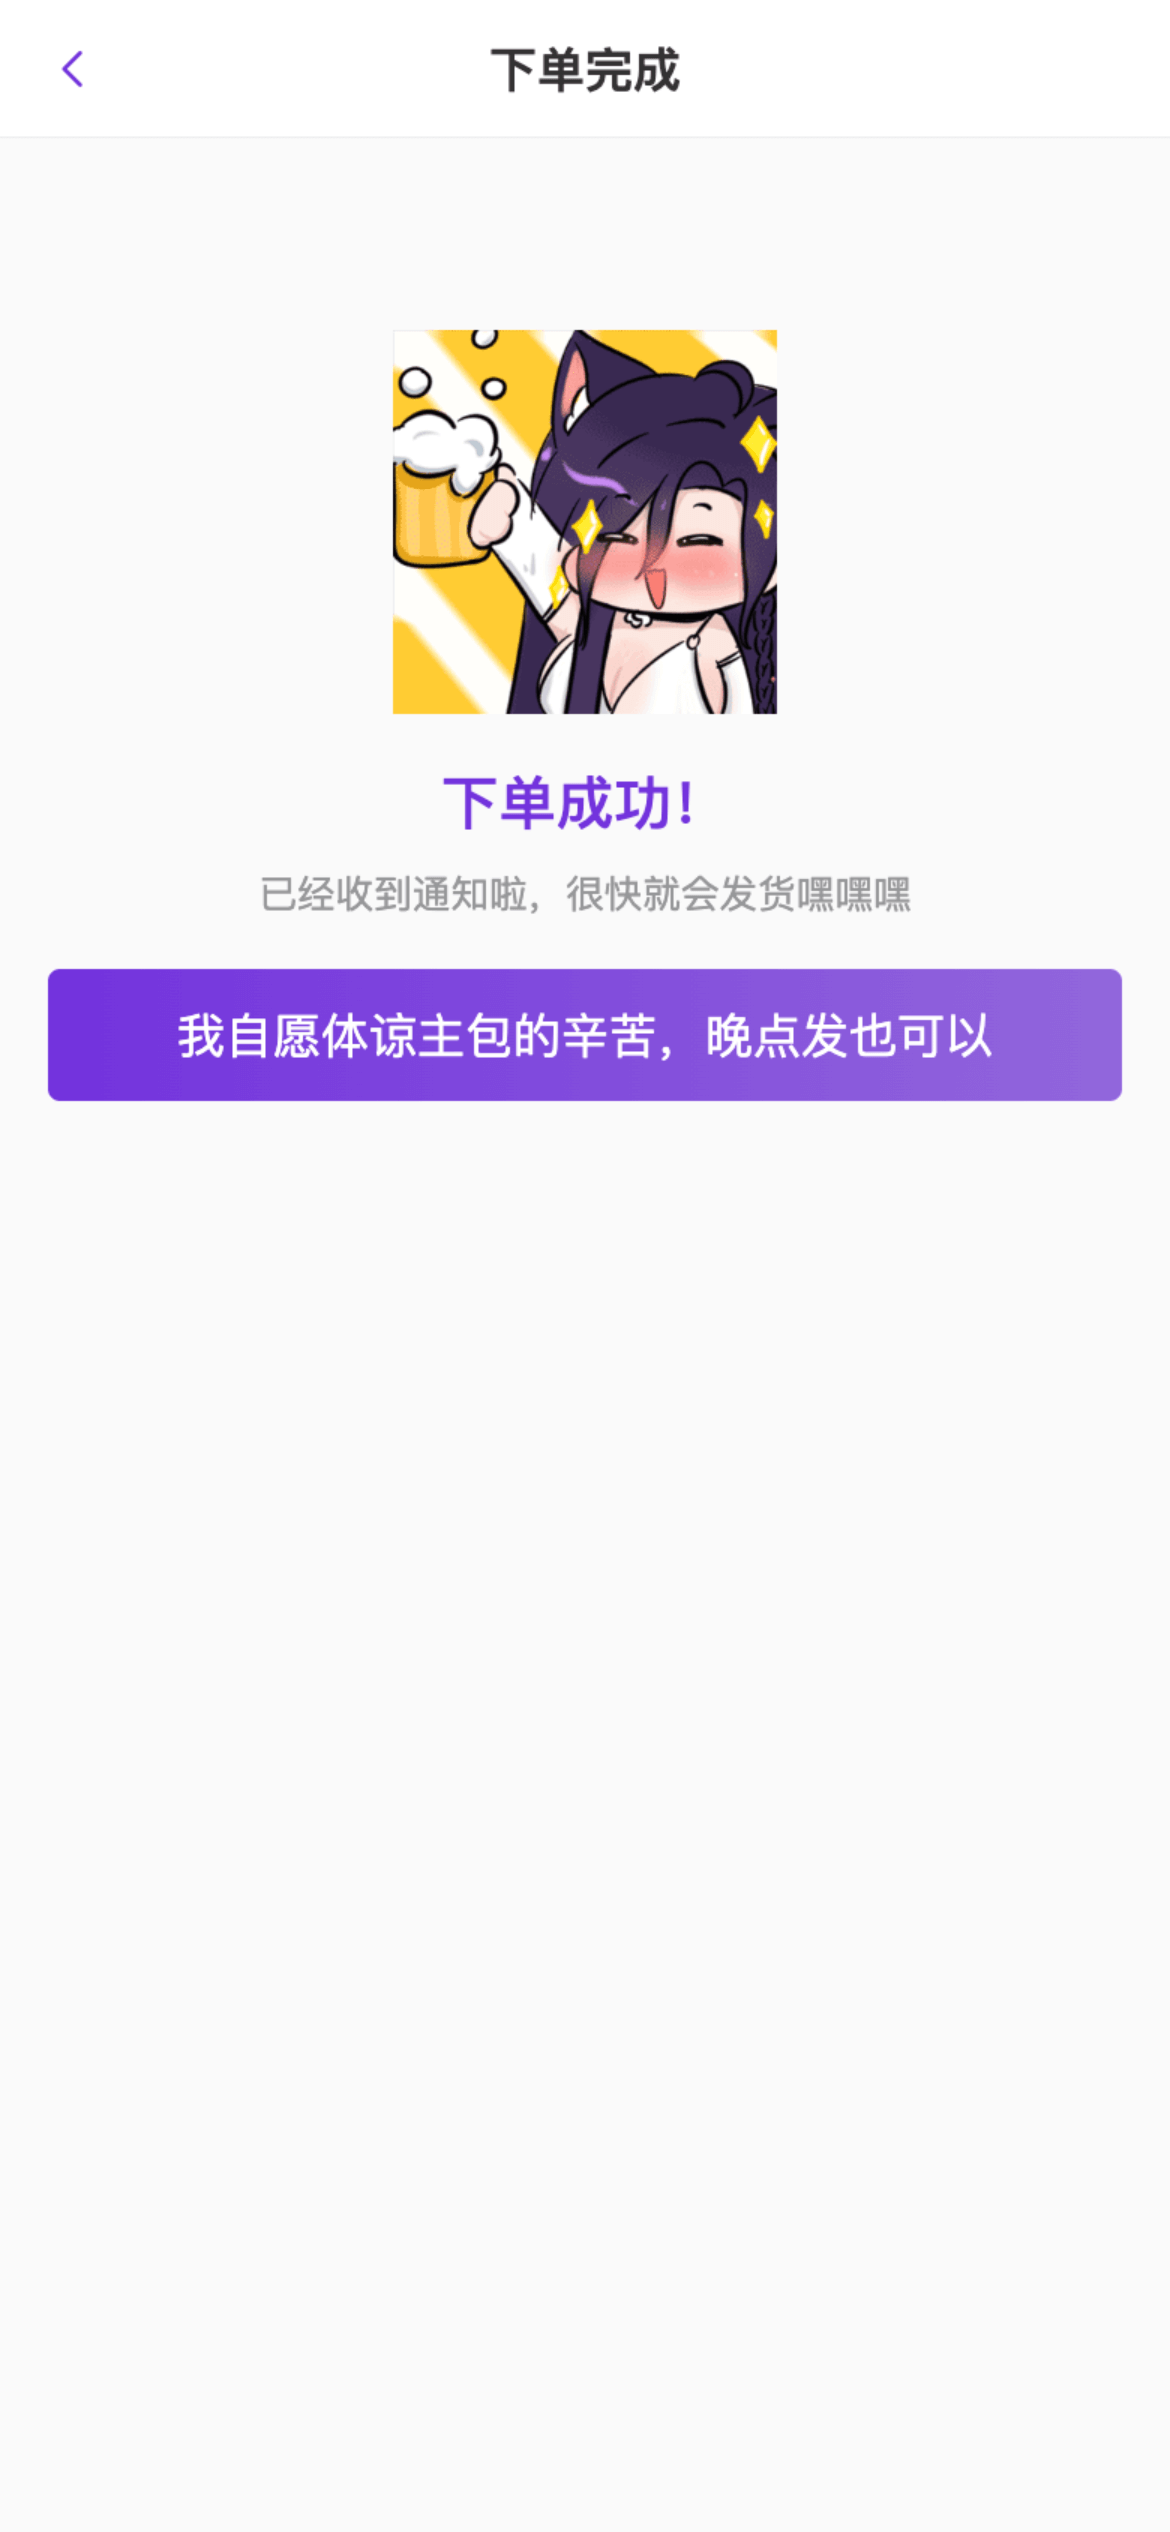 下单完成
下单成功！
已经收到通知啦，很快就会发货嘿嘿嘿
我自愿体谅主包的辛苦，晚点发也可以